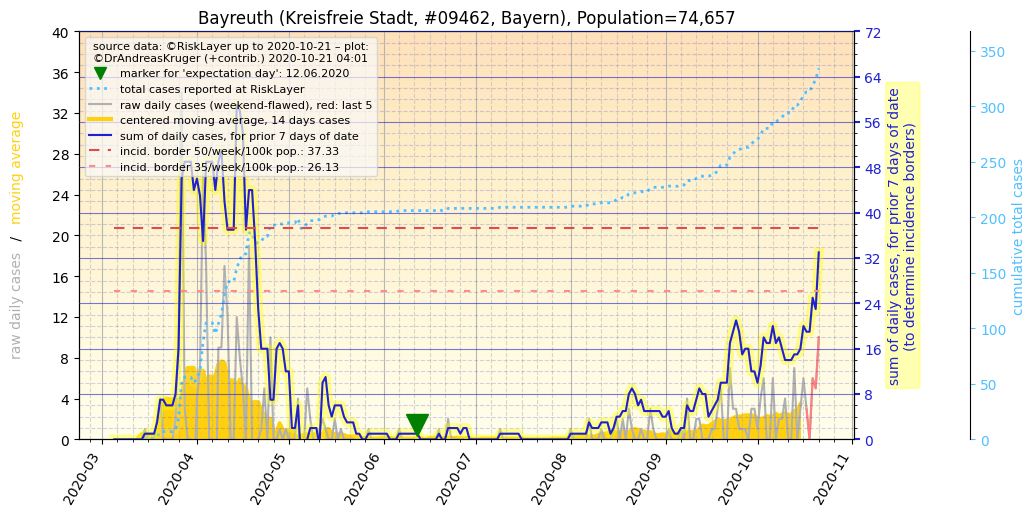 Bayreuth (Kreisfreie Stadt, #09462, Bayern), Population=74,657
source data: ©RiskLayer up to 2020-10-21 – plot:
©DrAndreasKruger (+contrib.) 2020-10-21 04:01
marker for 'expectation day': 12.06.2020
total cases reported at RiskLayer
raw daily cases (weekend-flawed), red: last 5
centered moving average, 14 days cases
sum of daily cases, for prior 7 days of date
incid. border 50/week/100k pop.: 37.33
incid. border 35/week/100k pop.: 26.13
raw daily cases / moving average
40
36
32
28
24
20
16
12
8
4
0
72
64
56
48
40
32
24
16
8
0
sum of daily cases, for prior 7 days of date
(to determine incidence borders)
350
300
250
200
150
100
50
0
cumulative total cases
2020-03
2020-04
2020-05
2020-06
2020-07
2020-08
2020-09
2020-10
2020-11